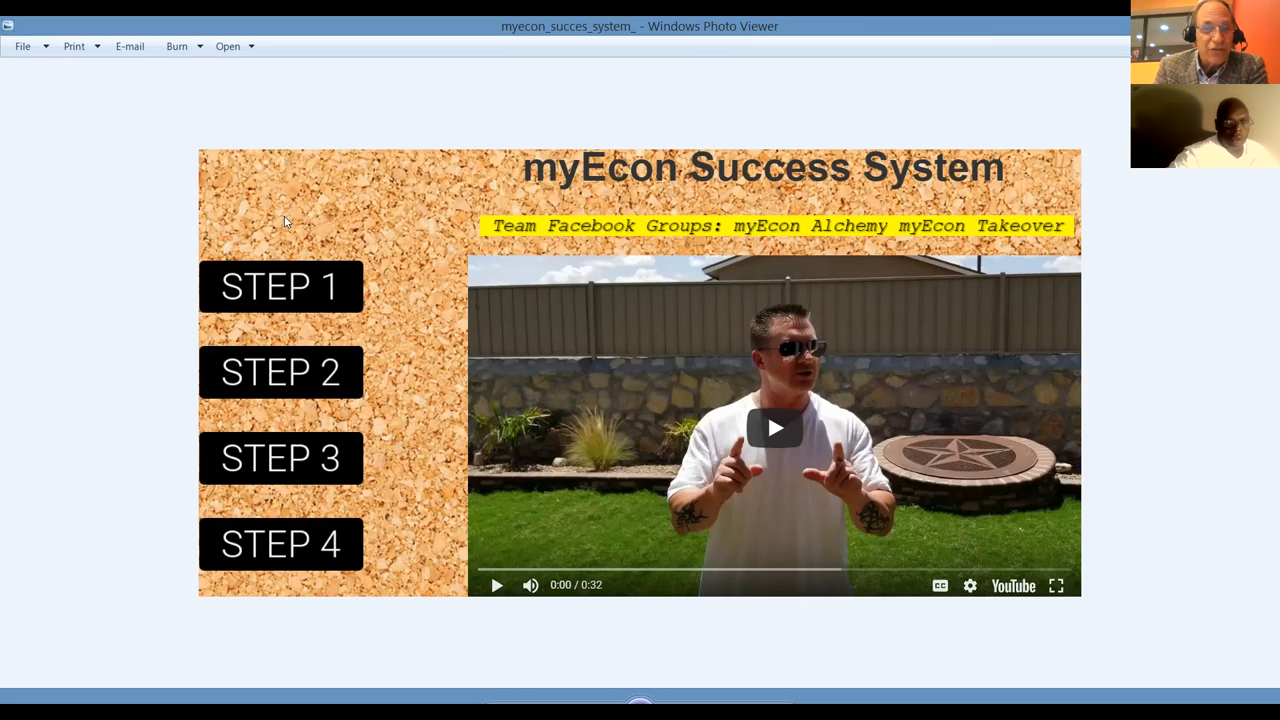 myecon_succes_system_ - Windows Photo Viewer
File Print E-mail Burn Open
myEcon Success System
Team Facebook Groups: myEcon Alchemy myEcon Takeover
STEP 1
STEP 2
STEP 3
STEP 4
0:00 / 0:32 CC YouTube